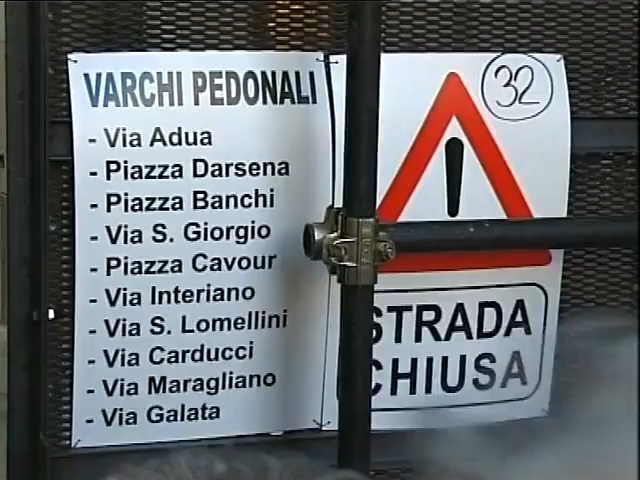 VARCHI PEDONALI
- Via Adua
- Piazza Darsena
- Piazza Banchi
- Via S. Giorgio
- Piazza Cavour
- Via Interiano
- Via S. Lomellini
- Via Carducci
- Via Maragliano
- Via Galata
32
!
STRADA
CHIUSA